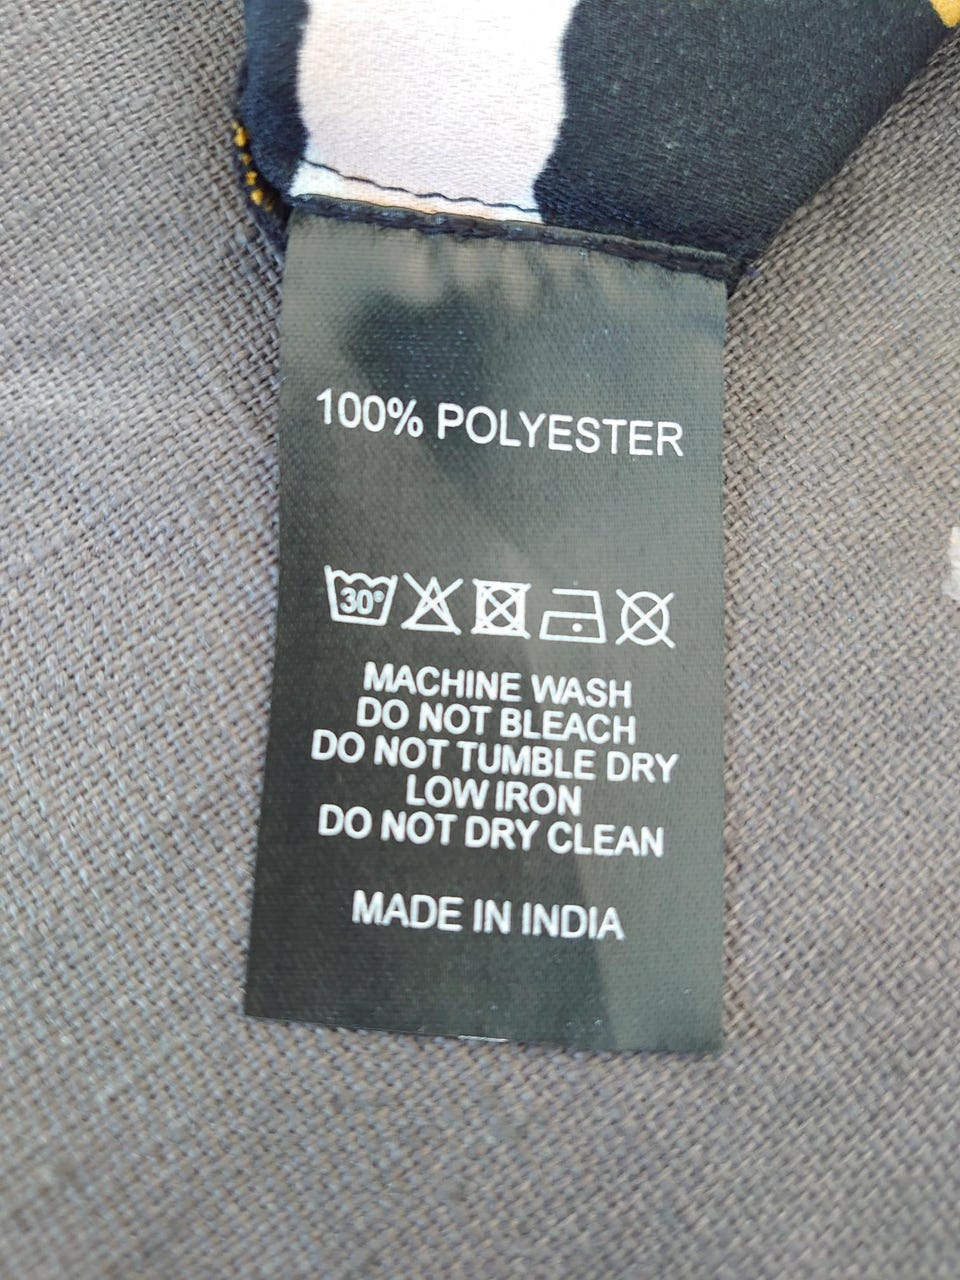 100% POLYESTER
30°
MACHINE WASH
DO NOT BLEACH
DO NOT TUMBLE DRY
LOW IRON
DO NOT DRY CLEAN
MADE IN INDIA